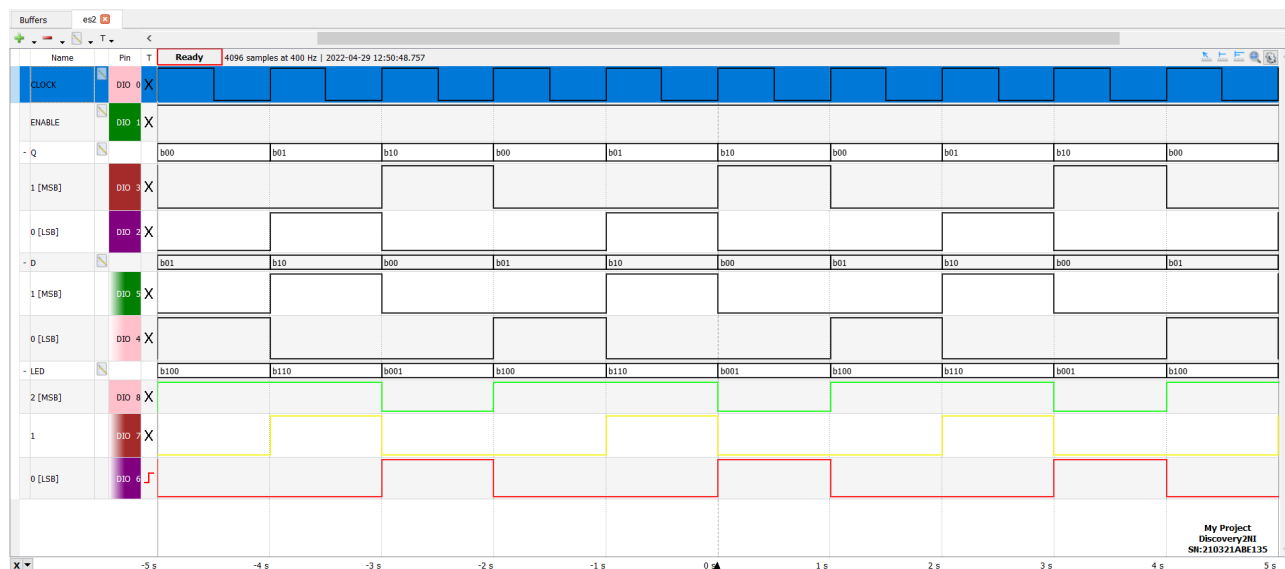 Buffers es2
T
Name Pin T Ready 4096 samples at 400 Hz | 2022-04-29 12:50:48.757
CLOCK DIO 0 X
ENABLE DIO 1 X
- Q b00 b01 b10 b00 b01 b10 b00 b01 b10 b00
1 [MSB] DIO 3 X
0 [LSB] DIO 2 X
- D b01 b10 b00 b01 b10 b00 b01 b10 b00 b01
1 [MSB] DIO 5 X
0 [LSB] DIO 4 X
- LED b100 b110 b001 b100 b110 b001 b100 b110 b001 b100
2 [MSB] DIO 8 X
1 DIO 7 X
0 [LSB] DIO 6
My Project
Discovery2NI
SN:210321ABE135
X -5 s -4 s -3 s -2 s -1 s 0 s 1 s 2 s 3 s 4 s 5 s